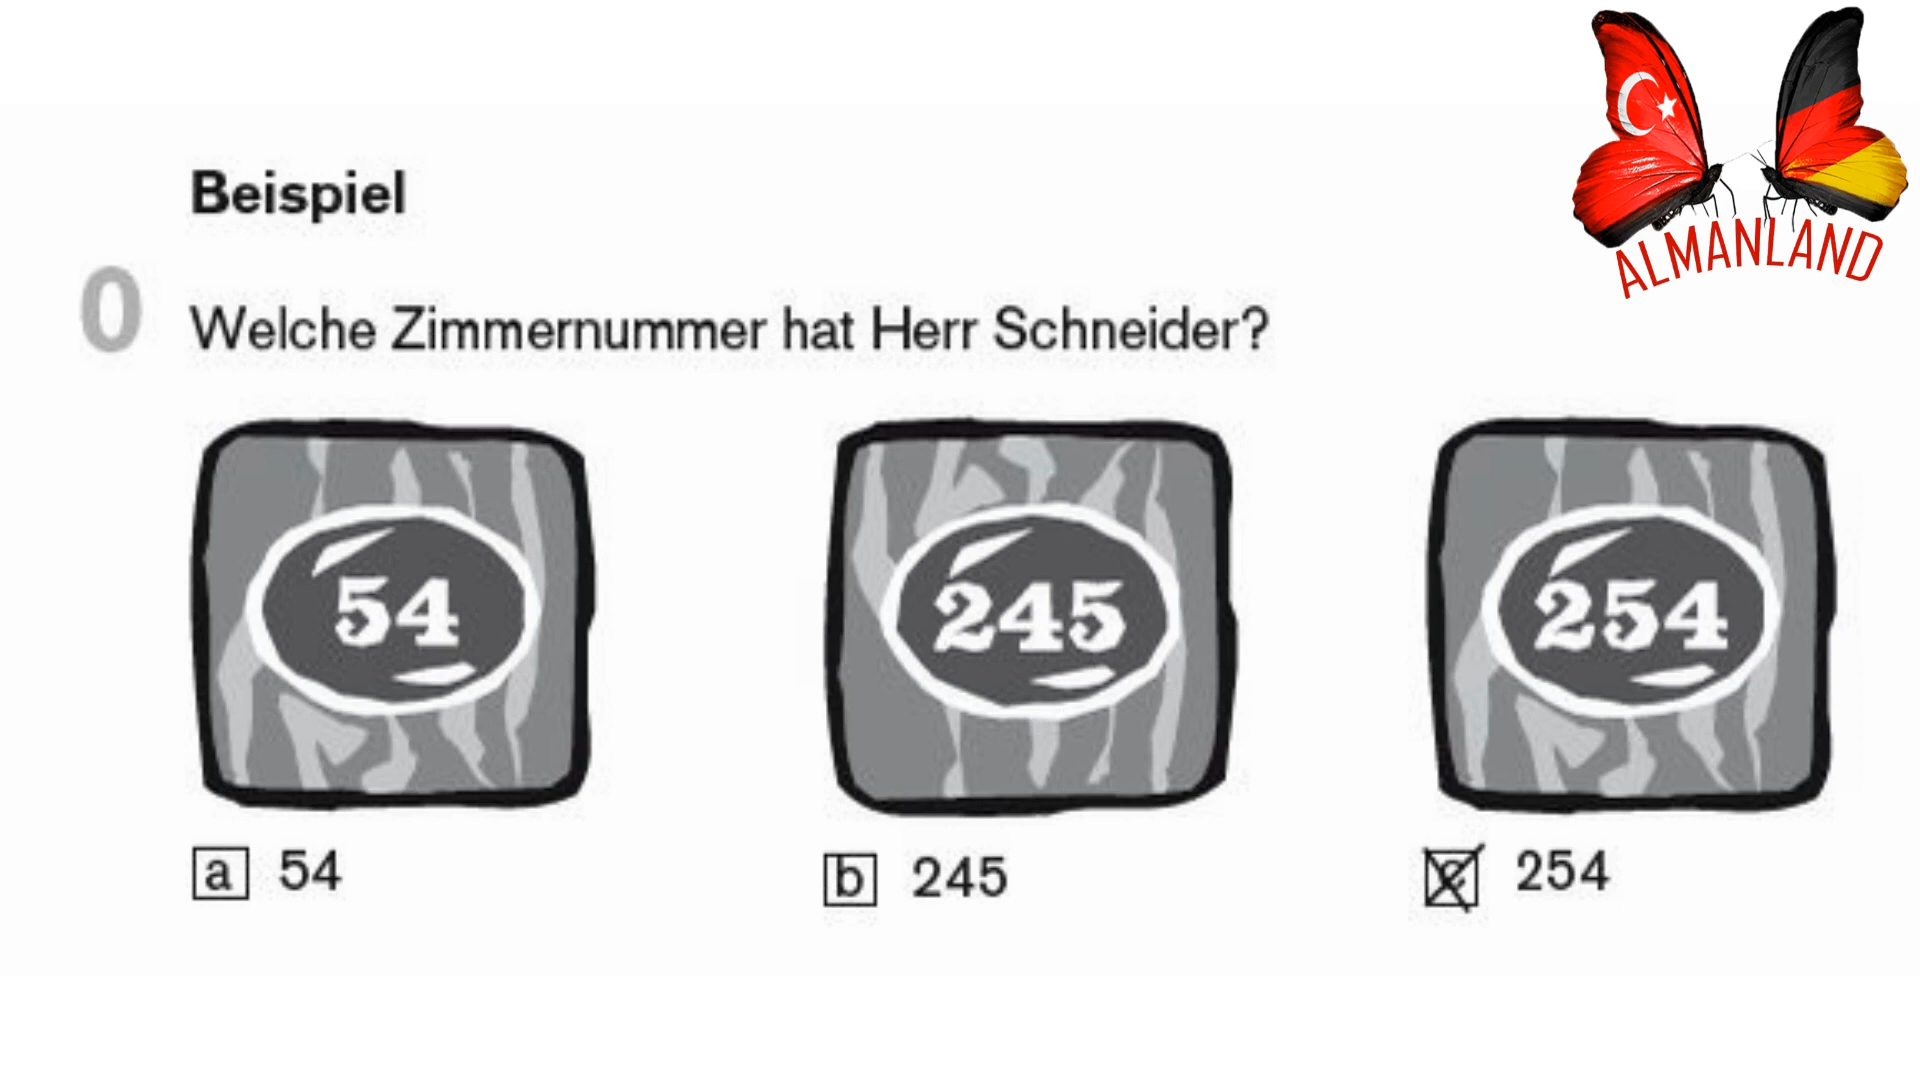 ALMANLAND
Beispiel
0 Welche Zimmernummer hat Herr Schneider?
54 245 254
a 54 b 245 c 254